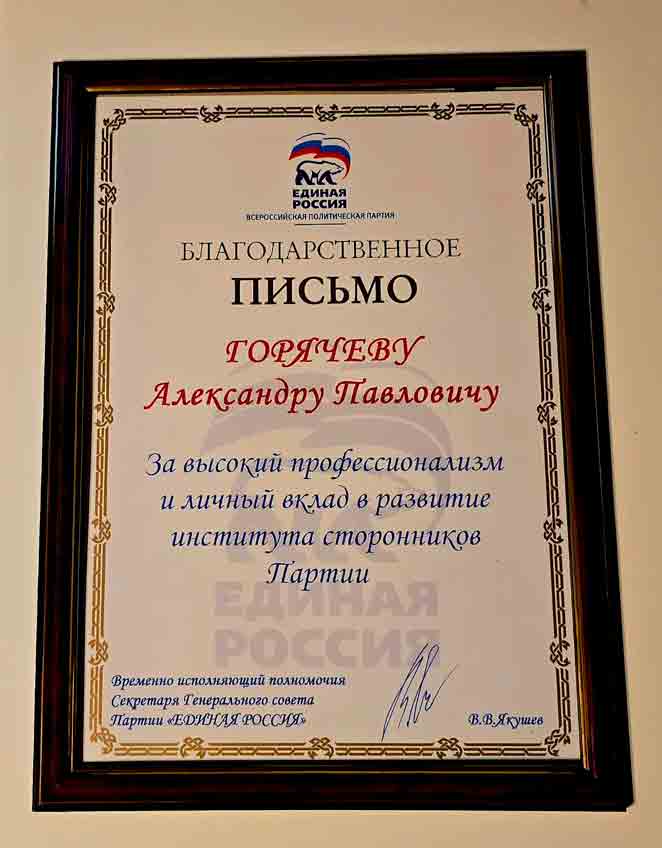 ЕДИНАЯ
РОССИЯ
ВСЕРОССИЙСКАЯ ПОЛИТИЧЕСКАЯ ПАРТИЯ
БЛАГОДАРСТВЕННОЕ
ПИСЬМО
ГОРЯЧЕВУ
Александру Павловичу
За высокий профессионализм
и личный вклад в развитие
института сторонников
Партии
ЕДИНАЯ
РОССИЯ
Временно исполняющий полномочия
Секретаря Генерального совета
Партии «ЕДИНАЯ РОССИЯ»
В.В.Якушев